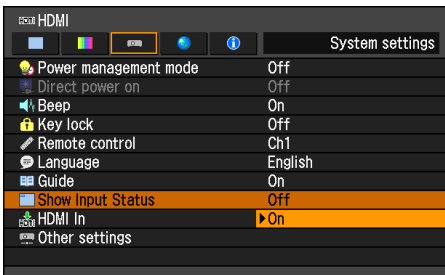 HDMI
System settings
Power management mode Off
Direct power on Off
Beep On
Key lock Off
Remote control Ch1
Language English
Guide On
Show Input Status Off
HDMI In On
Other settings